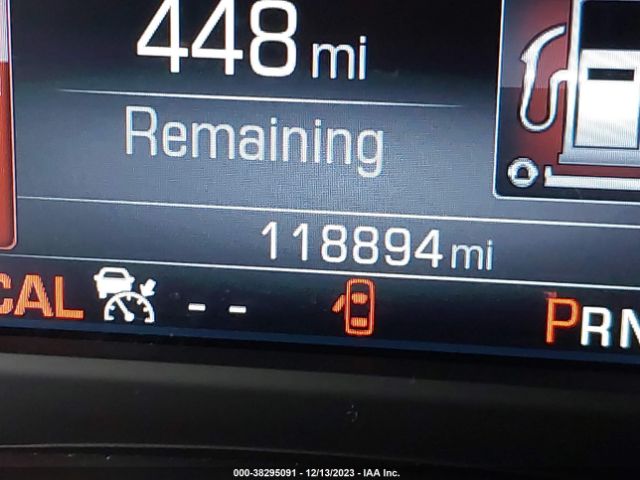 448 mi
Remaining
118894 mi
CAL -- PRN
000-38295091 - 12/13/2023 - IAA Inc.